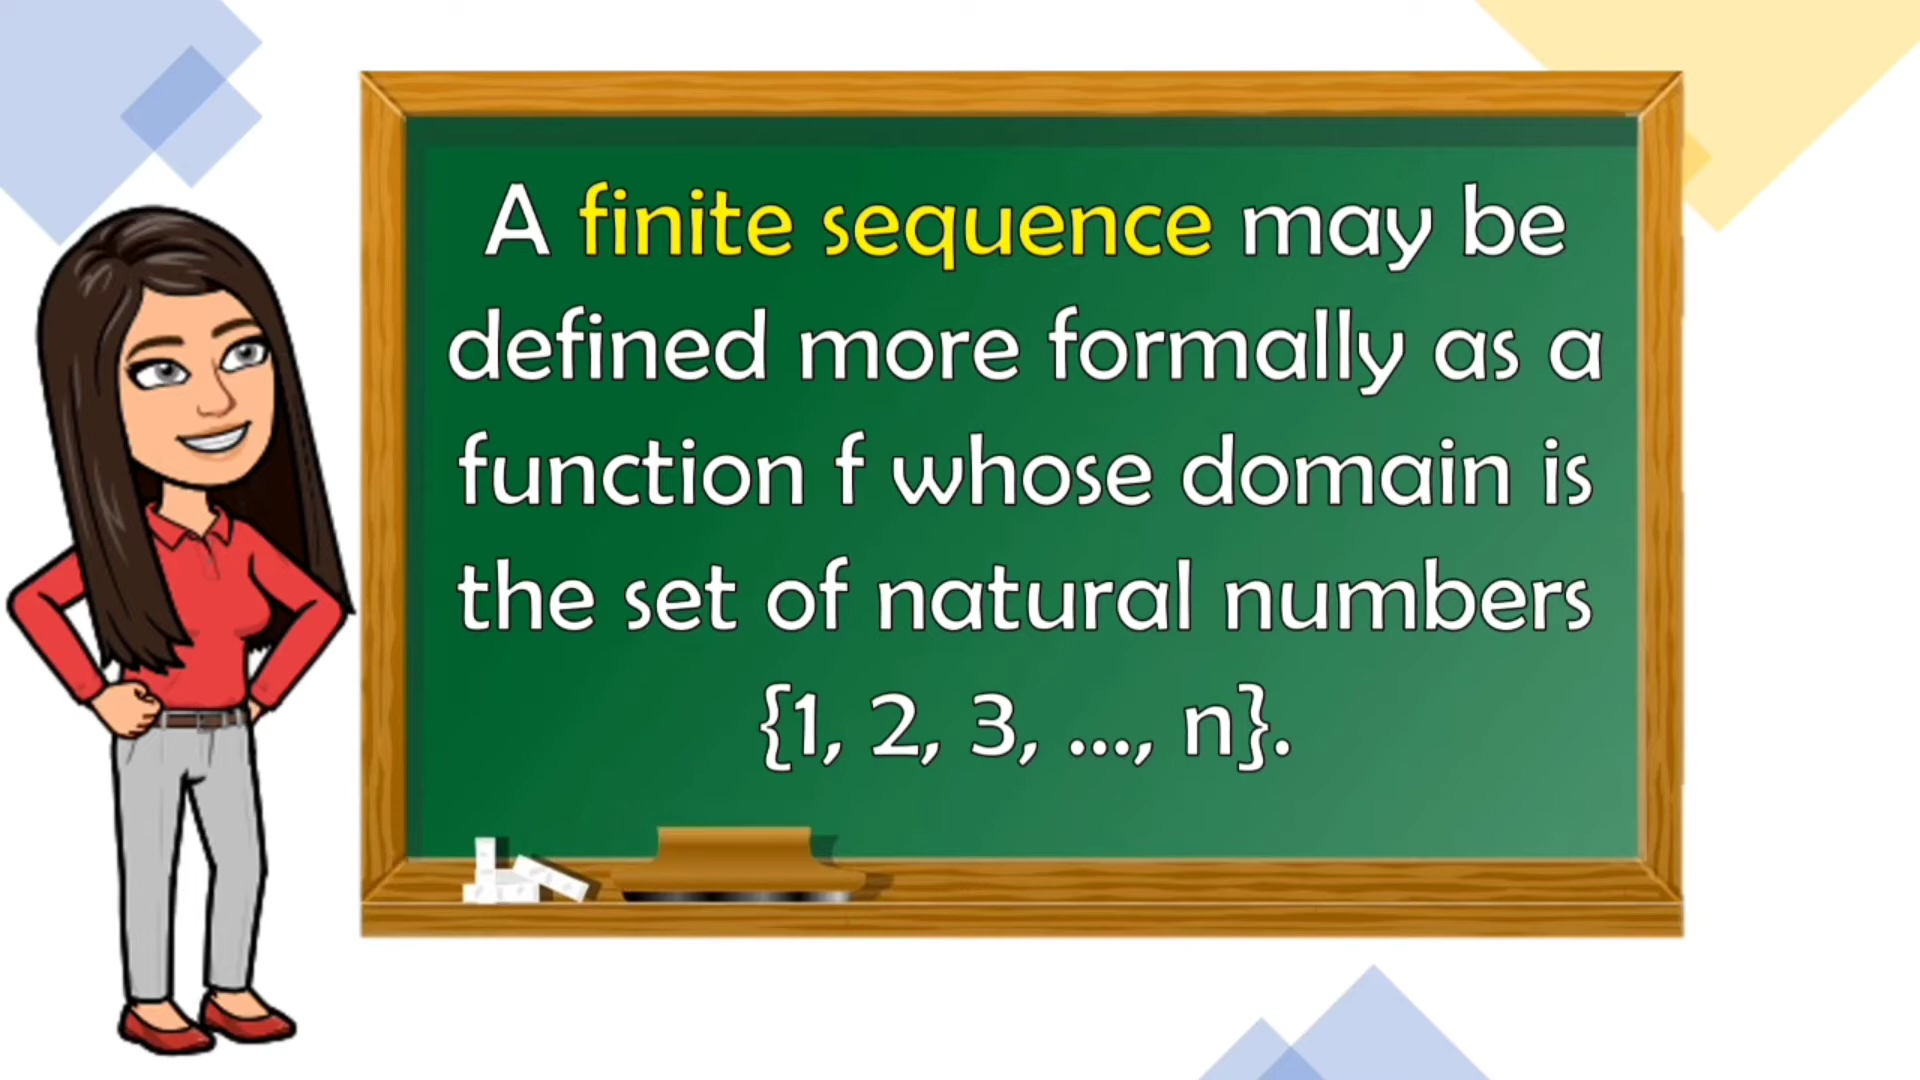 A finite sequence may be
defined more formally as a
function f whose domain is
the set of natural numbers
{1, 2, 3, ..., n}.